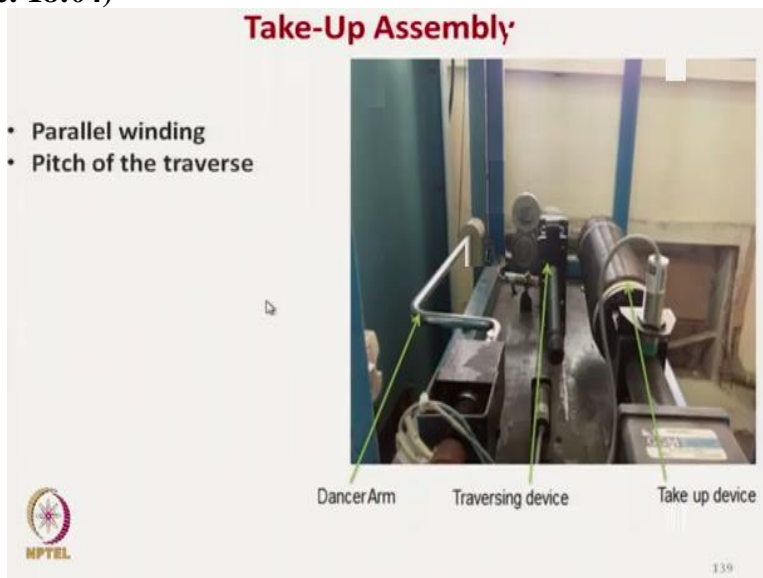 Take-Up Assembly
• Parallel winding
• Pitch of the traverse
Dancer Arm
Traversing device
Take up device
NPTEL
139